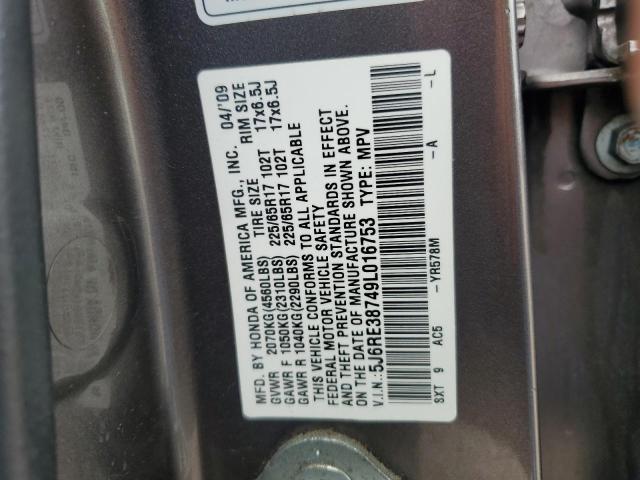 MFD. BY HONDA OF AMERICA MFG., INC. 04/'09
TIRE SIZE RIM SIZE
GVWR 2070KG(4560LBS) 225/65R17 102T 17x6.5J
GAWR F 1050KG(2310LBS) 225/65R17 102T 17x6.5J
GAWR R 1040KG(2290LBS)
THIS VEHICLE CONFORMS TO ALL APPLICABLE
FEDERAL MOTOR VEHICLE SAFETY
AND THEFT PREVENTION STANDARDS IN EFFECT
ON THE DATE OF MANUFACTURE SHOWN ABOVE.
V.I.N.:5J6RE38749L016753 TYPE: MPV
SXT 9 AC5 -YR578M -A -L